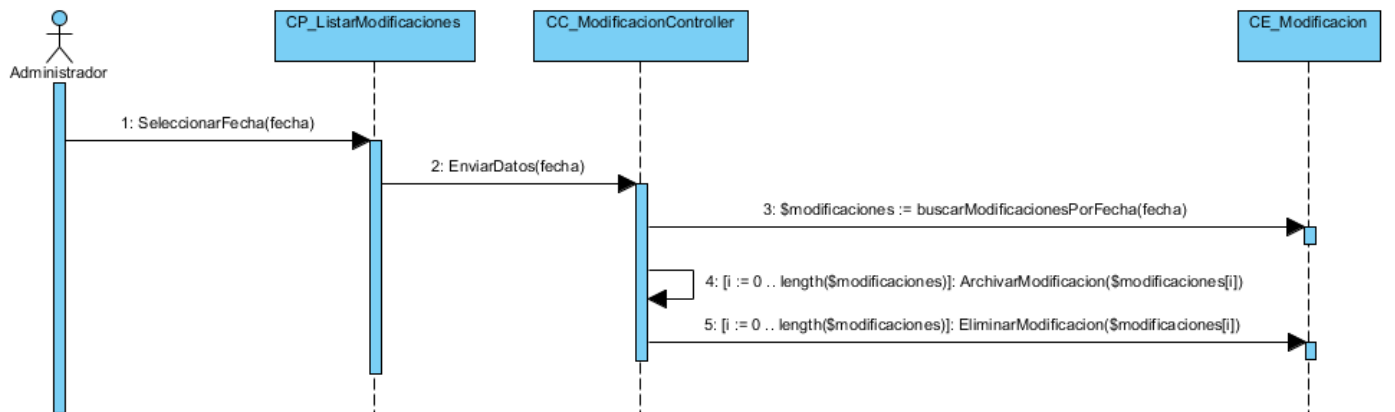 CP_ListarModificaciones
CC_ModificacionController
CE_Modificacion
Administrador
1: SeleccionarFecha(fecha)
2: EnviarDatos(fecha)
3: $modificaciones := buscarModificacionesPorFecha(fecha)
4: [i := 0 .. length($modificaciones)]: ArchivarModificacion($modificaciones[i])
5: [i := 0 .. length($modificaciones)]: EliminarModificacion($modificaciones[i])